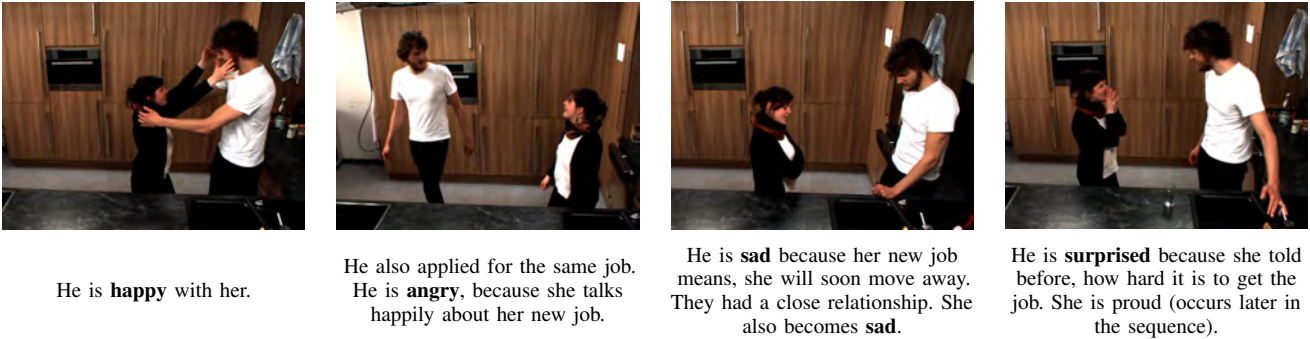 He is happy with her.
He also applied for the same job.
He is angry, because she talks
happily about her new job.
He is sad because her new job
means, she will soon move away.
They had a close relationship. She
also becomes sad.
He is surprised because she told
before, how hard it is to get the
job. She is proud (occurs later in
the sequence).